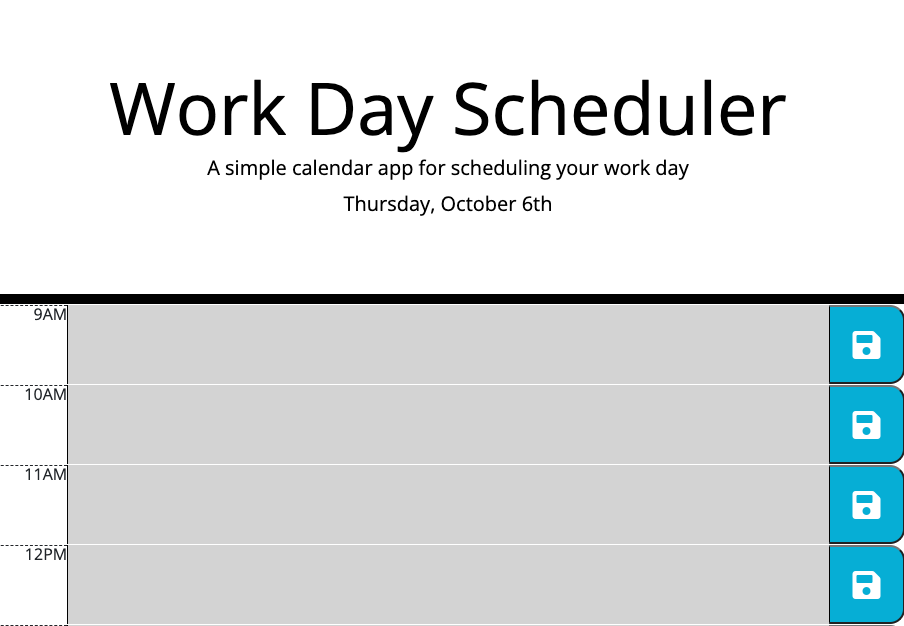 Work Day Scheduler
A simple calendar app for scheduling your work day
Thursday, October 6th
9AM
10AM
11AM
12PM